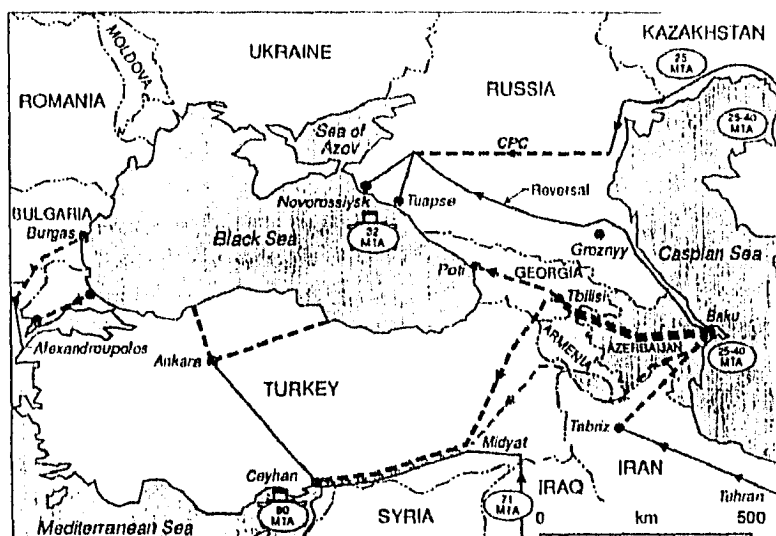 KAZAKHSTAN
UKRAINE
MOLDOVA
25
MTA
RUSSIA
ROMANIA
25-40
MTA
Sea of
Azov
CPC
Novorossiysk
Tuapse
Reversal
BULGARIA
Burgas
Black Sea
32
MTA
Groznyy
Caspian Sea
Poti
GEORGIA
Tbilisi
Baku
Alexandroupolos
ARMENIA
AZERBAIJAN
25-40
MTA
Ankara
TURKEY
Tabriz
Midyat
Ceyhan
IRAN
IRAQ
Tehran
80
MTA
71
MTA
SYRIA
Mediterranean Sea
0 km 500